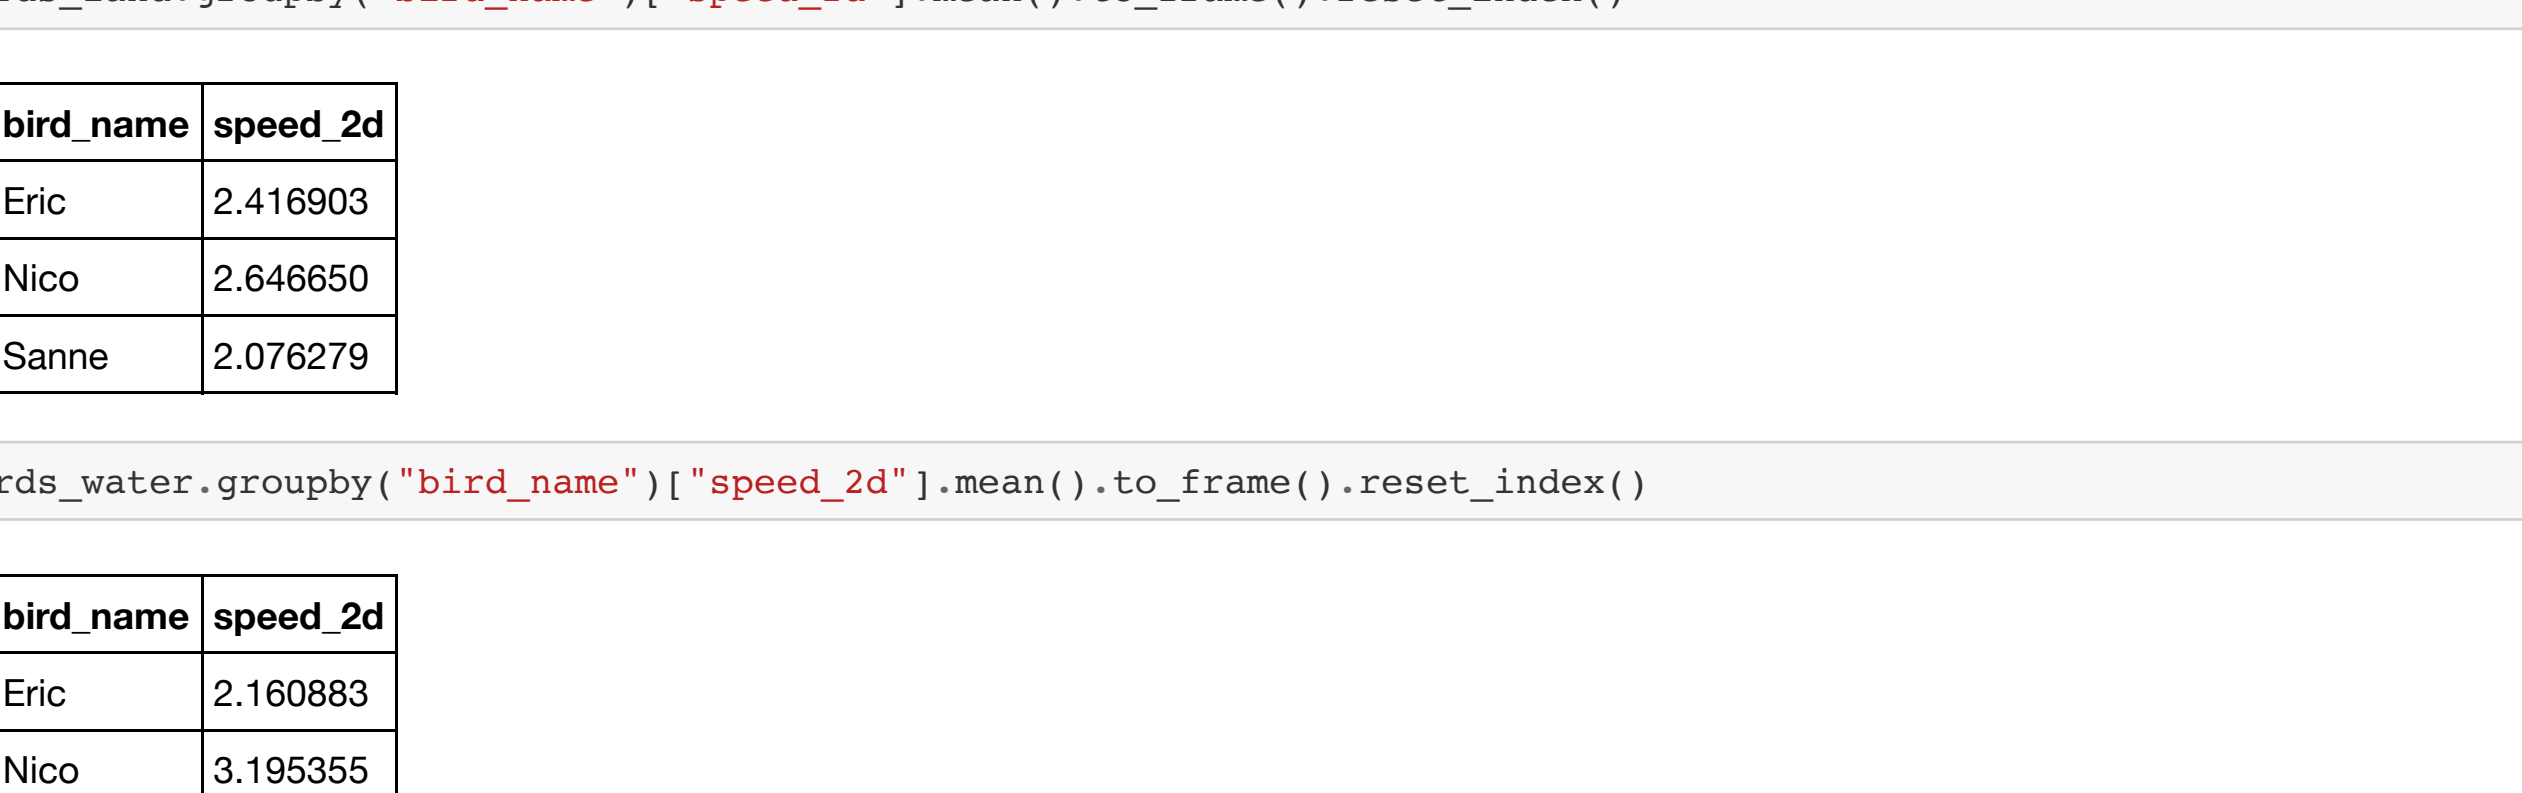 bird_name speed_2d
Eric 2.416903
Nico 2.646650
Sanne 2.076279
rds_water.groupby("bird_name")["speed_2d"].mean().to_frame().reset_index()
bird_name speed_2d
Eric 2.160883
Nico 3.195355